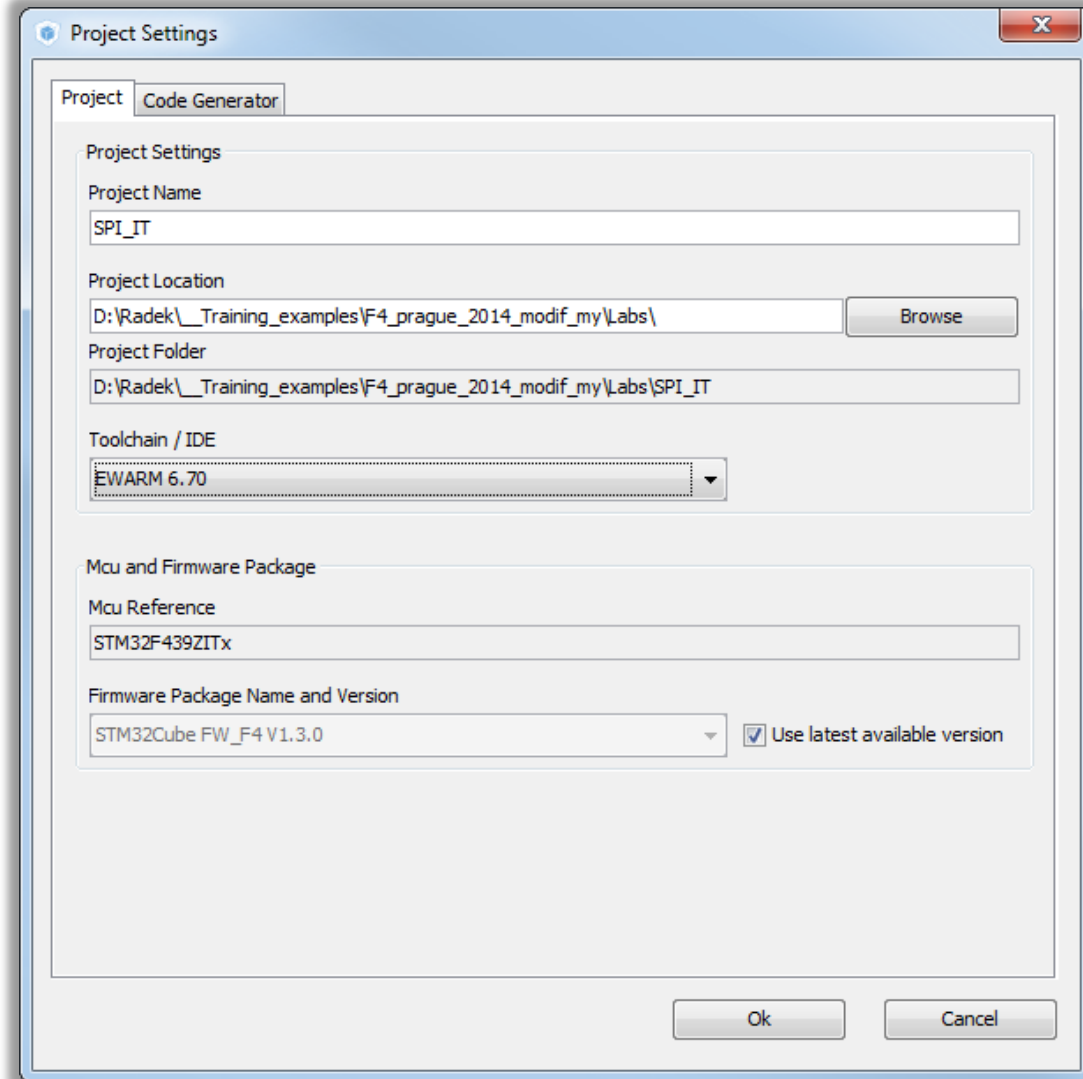 Project Settings
Project Code Generator
Project Settings
Project Name
SPI_IT
Project Location
D:\Radek\__Training_examples\F4_prague_2014_modif_my\Labs\ Browse
Project Folder
D:\Radek\__Training_examples\F4_prague_2014_modif_my\Labs\SPI_IT
Toolchain / IDE
EWARM 6.70
Mcu and Firmware Package
Mcu Reference
STM32F439ZITx
Firmware Package Name and Version
STM32Cube FW_F4 V1.3.0 Use latest available version
Ok Cancel